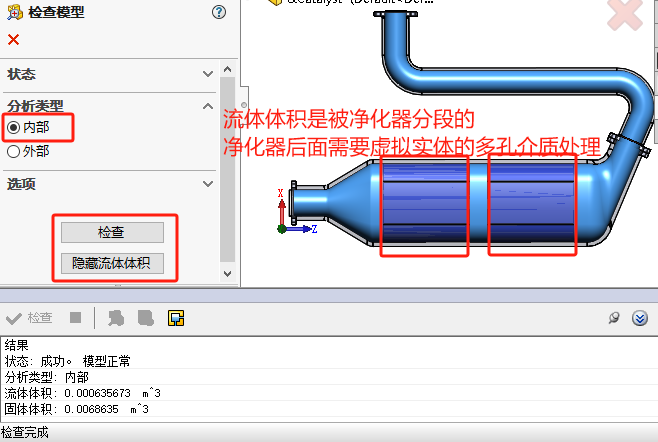 检查模型
&Catalyst (Default<Def...
状态
分析类型
内部
外部
选项
检查
隐藏流体体积
流体体积是被净化器分段的
净化器后面需要虚拟实体的多孔介质处理
X
Z
检查
结果
状态: 成功。 模型正常
分析类型: 内部
流体体积: 0.000635673 m^3
固体体积: 0.0068635 m^3
检查完成